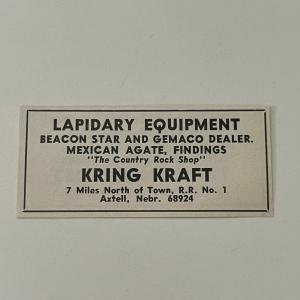 LAPIDARY EQUIPMENT
BEACON STAR AND GEMACO DEALER.
MEXICAN AGATE, FINDINGS
"The Country Rock Shop"
KRING KRAFT
7 Miles North of Town, R.R. No. 1
Axtell, Nebr. 68924